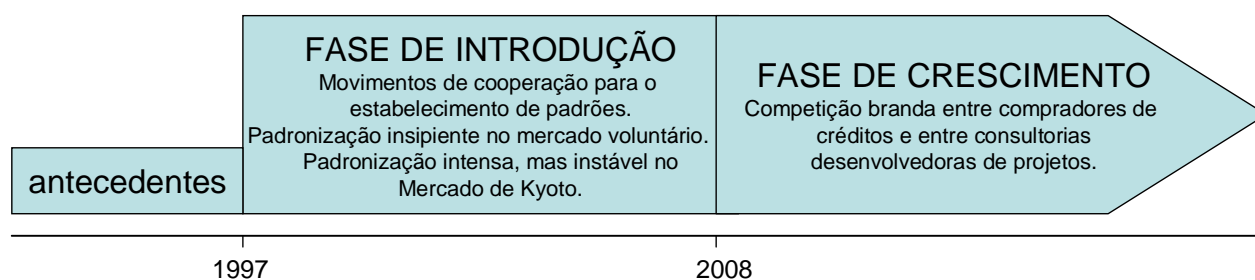 antecedentes
FASE DE INTRODUÇÃO
Movimentos de cooperação para o
estabelecimento de padrões.
Padronização insipiente no mercado voluntário.
Padronização intensa, mas instável no
Mercado de Kyoto.
FASE DE CRESCIMENTO
Competição branda entre compradores de
créditos e entre consultorias
desenvolvedoras de projetos.
1997
2008